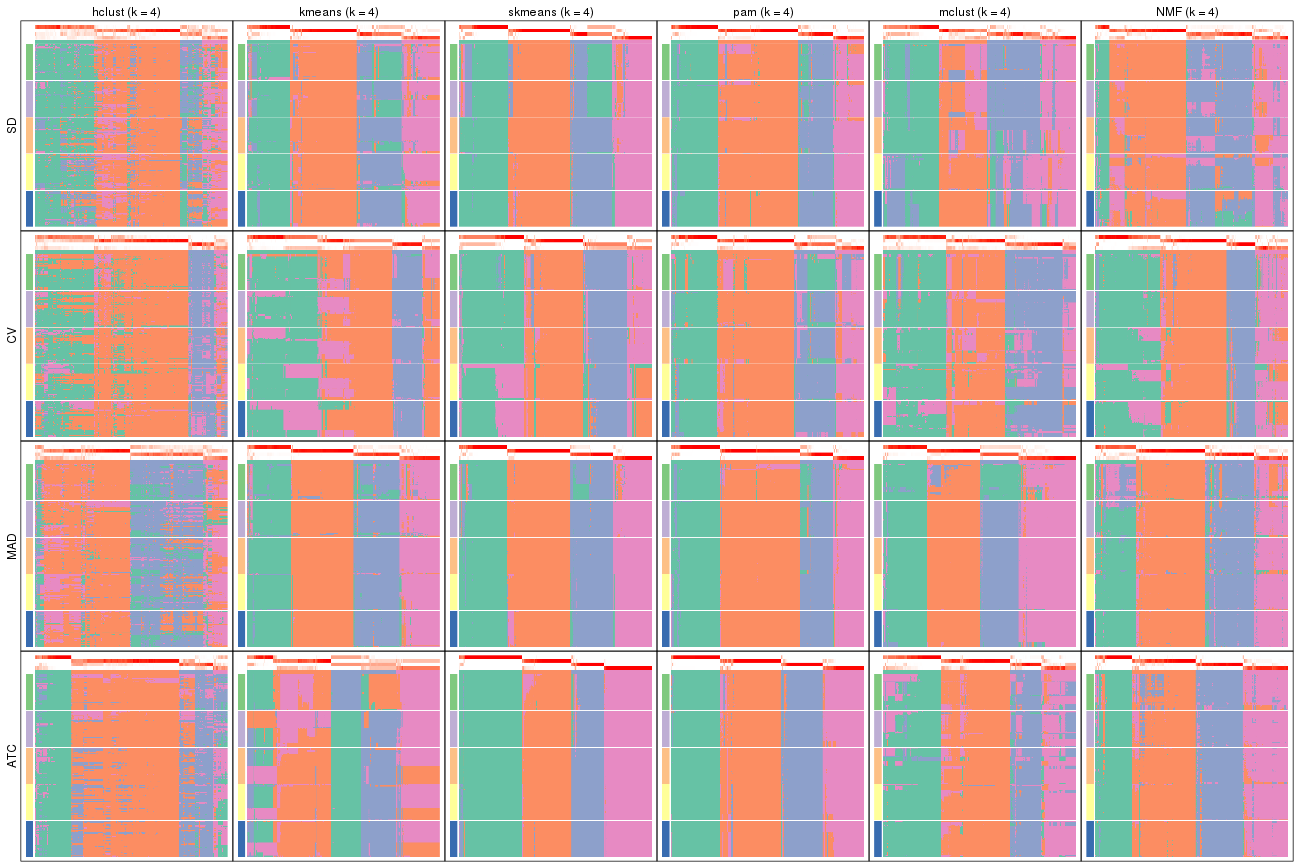 hclust (k = 4)
kmeans (k = 4)
skmeans (k = 4)
pam (k = 4)
mclust (k = 4)
NMF (k = 4)
SD
CV
MAD
ATC